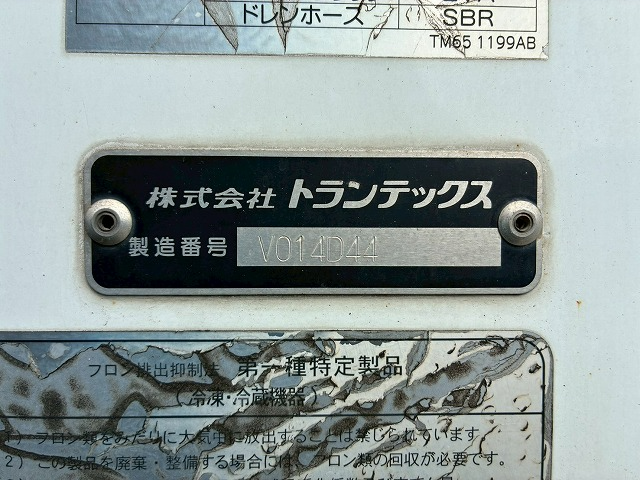 ドレンホース SBR
TM65 1199AB
株式会社 トランテックス
製造番号 V014D44
フロン排出抑制法 第一種特定製品
(冷凍・冷蔵機器)
1) フロン類をみだりに大気中に放出することは禁じられています
2) この製品を廃棄・整備する場合には、フロン類の回収が必要です。